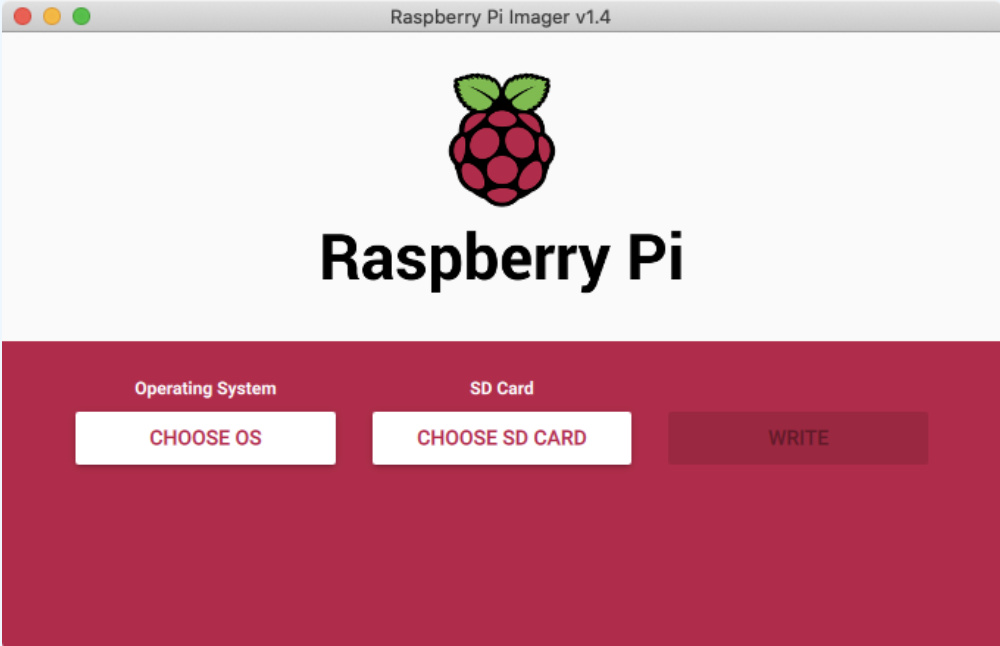 Raspberry Pi Imager v1.4
Raspberry Pi
Operating System
SD Card
CHOOSE OS
CHOOSE SD CARD
WRITE